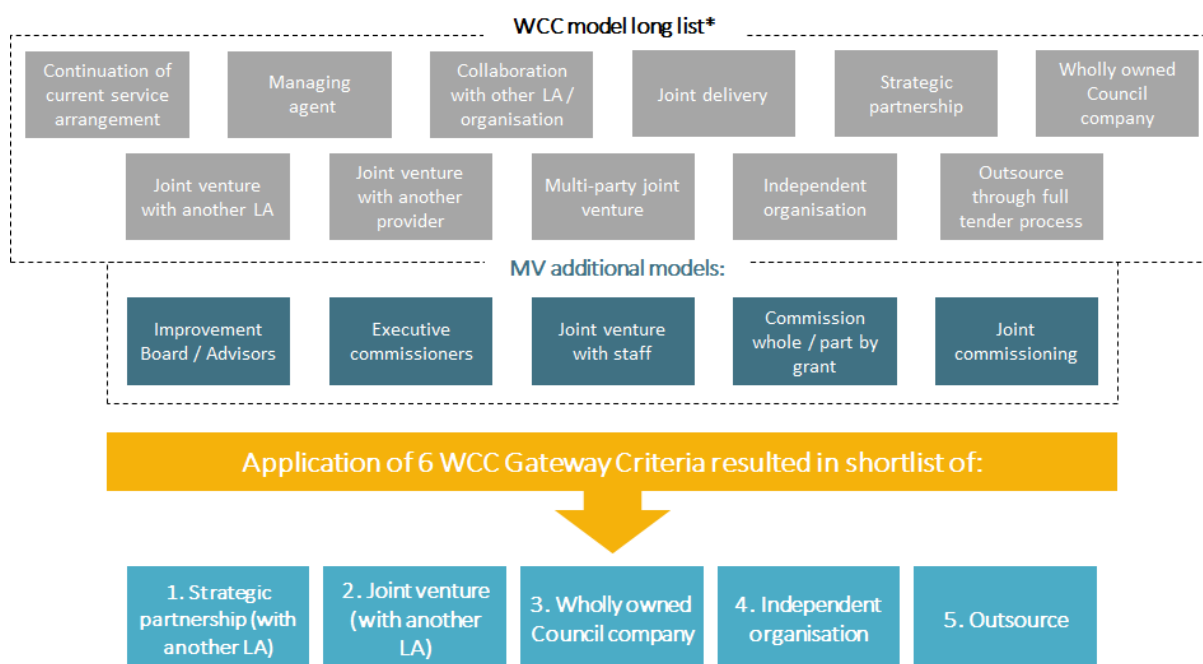 WCC model long list*
Continuation of
current service
arrangement
Managing
agent
Collaboration
with other LA /
organisation
Joint delivery
Strategic
partnership
Wholly owned
Council
company
Joint venture
with another LA
Joint venture
with another
provider
Multi-party joint
venture
Independent
organisation
Outsource
through full
tender process
MV additional models:
Improvement
Board / Advisors
Executive
commissioners
Joint venture
with staff
Commission
whole / part by
grant
Joint
commissioning
Application of 6 WCC Gateway Criteria resulted in shortlist of:
1. Strategic
partnership (with
another LA)
2. Joint venture
(with another
LA)
3. Wholly owned
Council company
4. Independent
organisation
5. Outsource